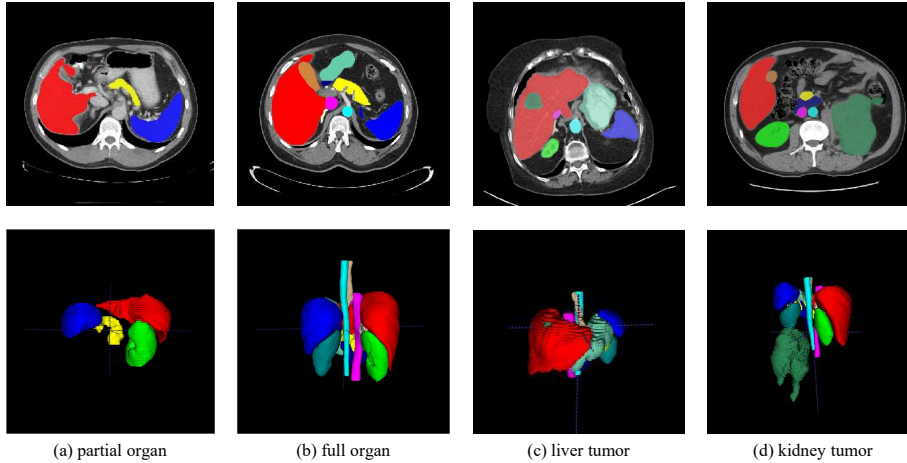 (a) partial organ
(b) full organ
(c) liver tumor
(d) kidney tumor